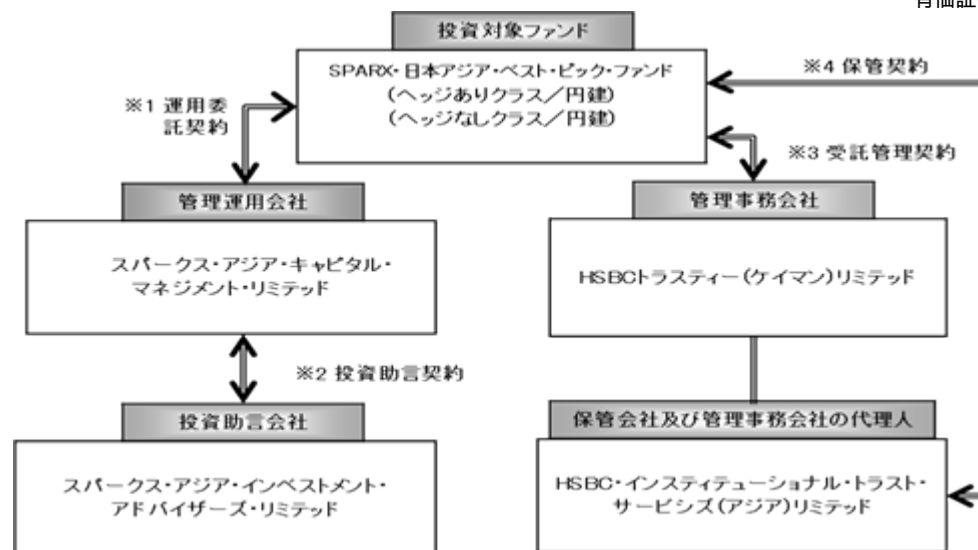 有価証
投資対象ファンド
SPARX・日本アジア・ベスト・ピック・ファンド
(ヘッジありクラス／円建)
(ヘッジなしクラス／円建)
※4 保管契約
※1 運用委
託契約
※3 受託管理契約
管理運用会社
スパークス・アジア・キャピタル・
マネジメント・リミテッド
管理事務会社
HSBCトラスティー(ケイマン)リミテッド
※2 投資助言契約
投資助言会社
スパークス・アジア・インベストメント・
アドバイザーズ・リミテッド
保管会社及び管理事務会社の代理人
HSBC・インスティテューショナル・トラスト・
サービシズ(アジア)リミテッド